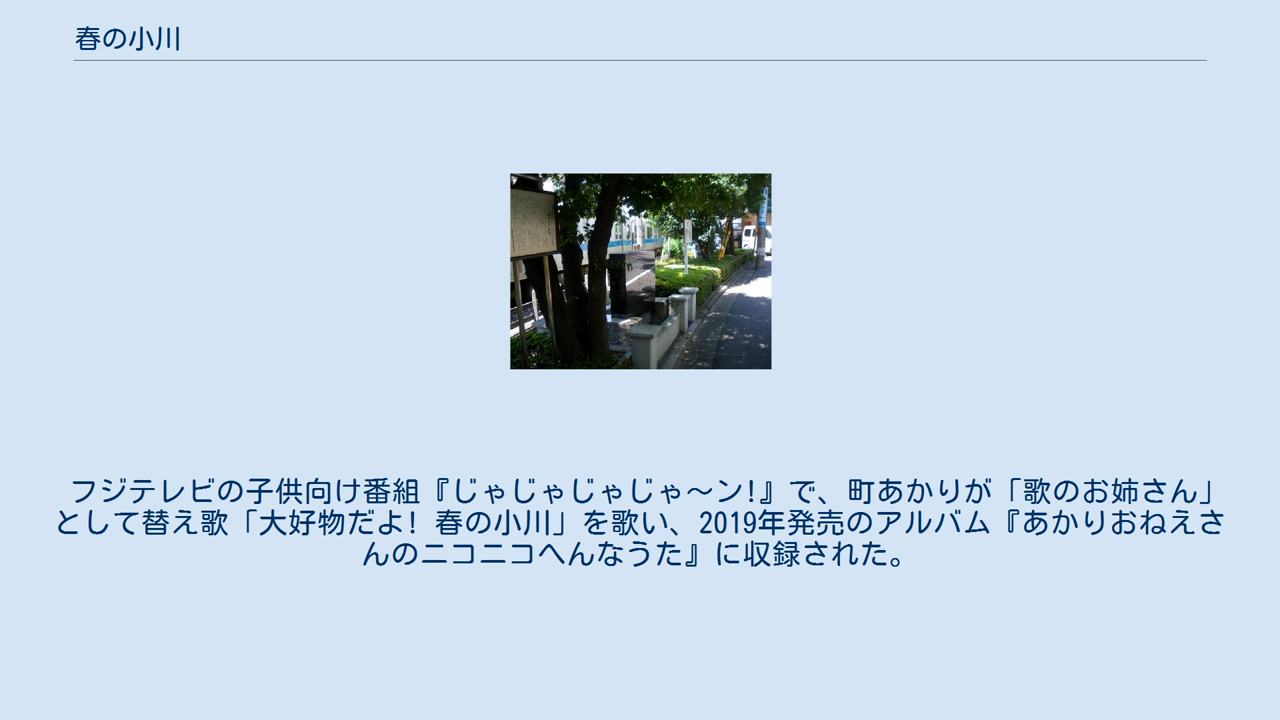 春の小川
フジテレビの子供向け番組『じゃじゃじゃじゃ～ン!』で、町あかりが「歌のお姉さん」
として替え歌「大好物だよ! 春の小川」を歌い、2019年発売のアルバム『あかりおねえさ
んのニコニコへんなうた』に収録された。